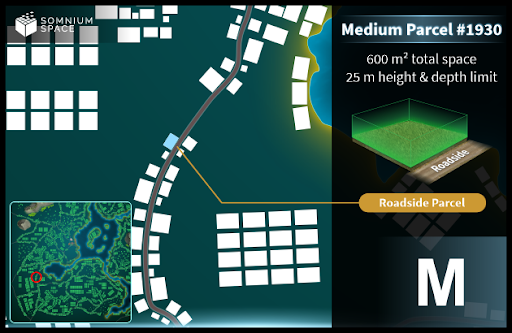 SOMNIUM
SPACE
Medium Parcel #1930
600 m² total space
25 m height & depth limit
Roadside
Roadside Parcel
M